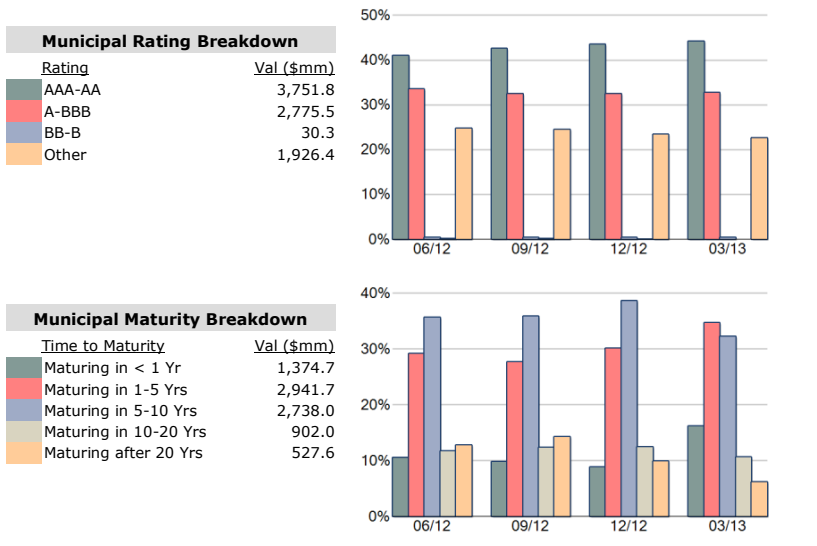 Municipal Rating Breakdown
Rating Val ($mm)
AAA-AA 3,751.8
A-BBB 2,775.5
BB-B 30.3
Other 1,926.4
50%
40%
30%
20%
10%
0%
06/12 09/12 12/12 03/13
Municipal Maturity Breakdown
Time to Maturity Val ($mm)
Maturing in < 1 Yr 1,374.7
Maturing in 1-5 Yrs 2,941.7
Maturing in 5-10 Yrs 2,738.0
Maturing in 10-20 Yrs 902.0
Maturing after 20 Yrs 527.6
40%
30%
20%
10%
0%
06/12 09/12 12/12 03/13